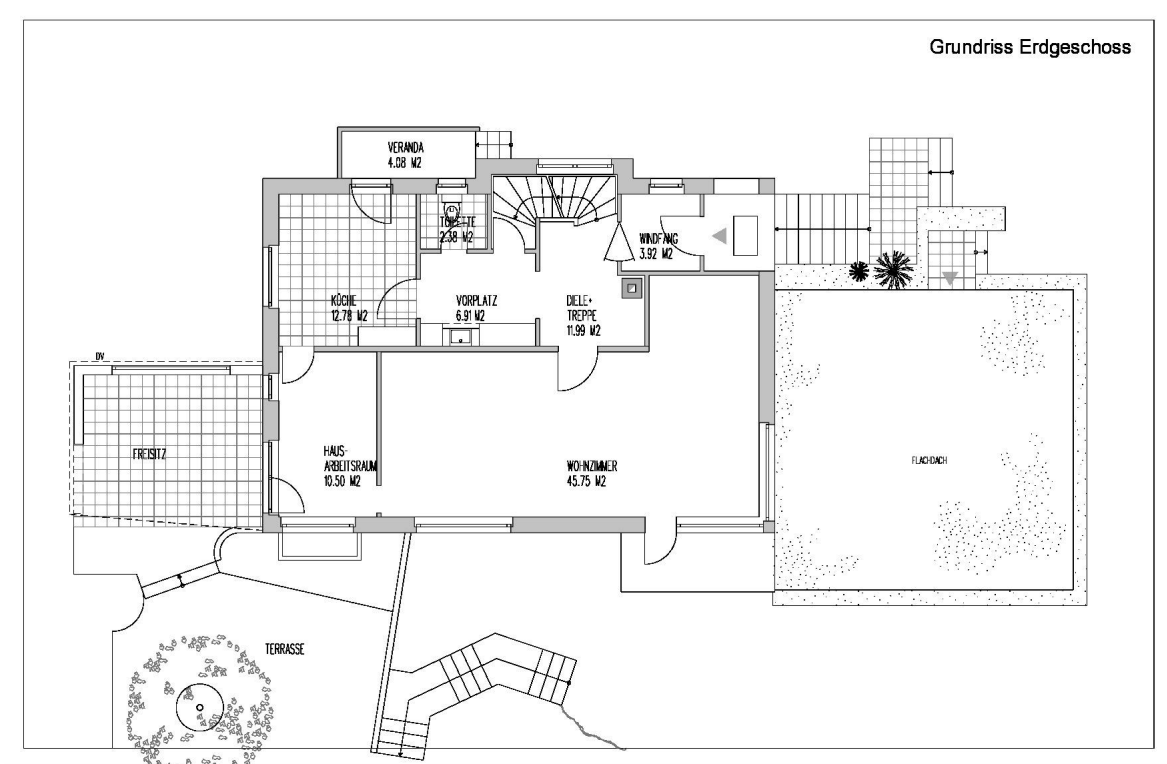 Grundriss Erdgeschoss
VERANDA
4.08 M2
TOILETTE
2.38 M2
WINDFANG
3.92 M2
KÜCHE
12.78 M2
VORPLATZ
6.91 M2
DIELE+
TREPPE
11.99 M2
DV
FREISITZ
HAUS-
ARBEITSRAUM
10.50 M2
WOHNZIMMER
45.75 M2
FLACHDACH
TERRASSE